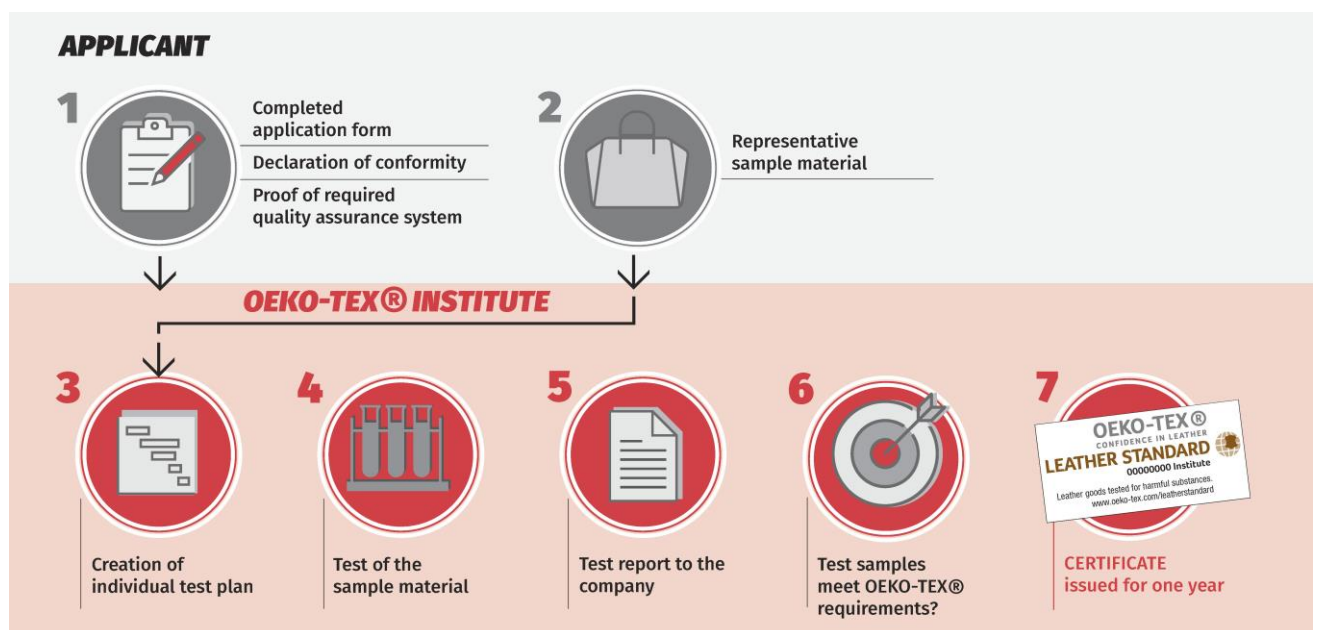 APPLICANT
1
Completed
application form
Declaration of conformity
Proof of required
quality assurance system
2
Representative
sample material
OEKO-TEX® INSTITUTE
3
Creation of
individual test plan
4
Test of the
sample material
5
Test report to the
company
6
Test samples
meet OEKO-TEX®
requirements?
7
OEKO-TEX®
CONFIDENCE IN LEATHER
LEATHER STANDARD
00000000 Institute
Leather goods tested for harmful substances.
www.oeko-tex.com/leatherstandard
CERTIFICATE
issued for one year